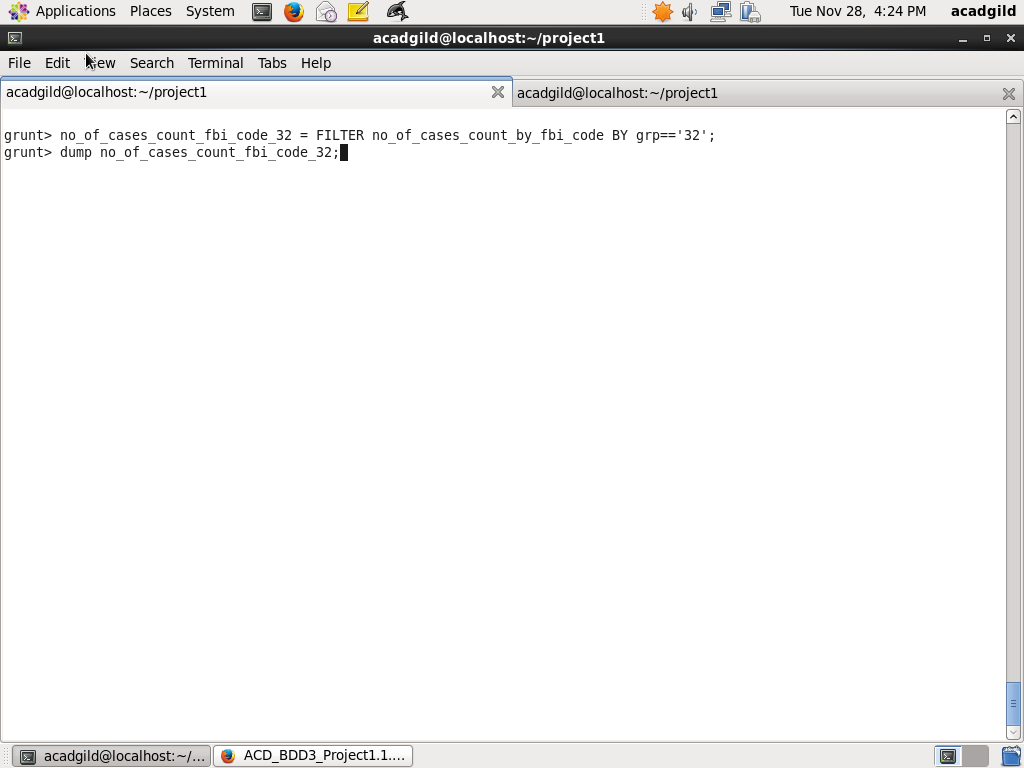 Applications Places System Tue Nov 28, 4:24 PM acadgild
acadgild@localhost:~/project1
File Edit View Search Terminal Tabs Help
acadgild@localhost:~/project1 acadgild@localhost:~/project1
grunt> no_of_cases_count_fbi_code_32 = FILTER no_of_cases_count_by_fbi_code BY grp=='32';
grunt> dump no_of_cases_count_fbi_code_32;
acadgild@localhost:~/... ACD_BDD3_Project1.1....